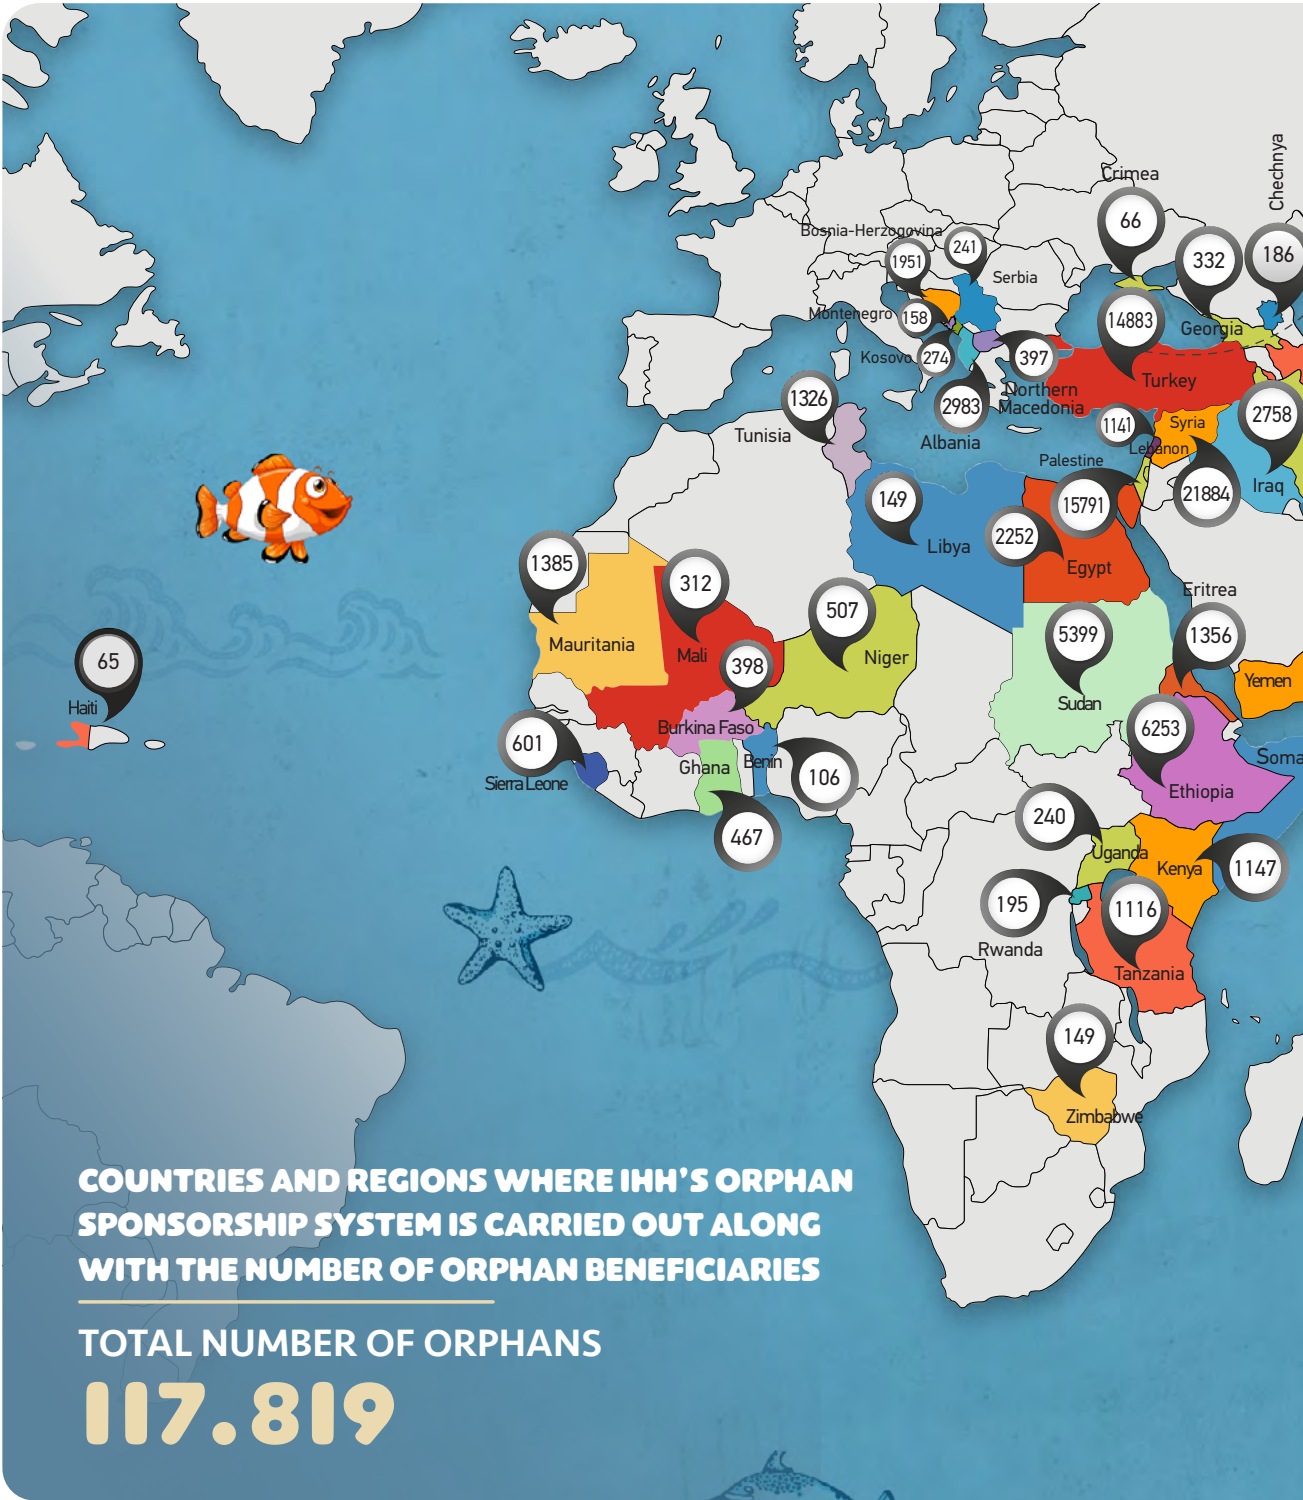 Chechnya
Crimea
66
Bosnia-Herzogovina
241
1951
332
186
Serbia
Montenegro
158
14883
Georgia
Kosovo
274
397
Turkey
Northern
Macedonia
1326
2983
2758
Tunisia
Albania
1141
Syria
Lebanon
Palestine
21884
Iraq
149
15791
2252
Libya
Egypt
1385
312
Eritrea
507
5399
1356
Mauritania
Mali
398
Niger
65
Yemen
Haiti
Sudan
Burkina Faso
6253
601
Soma
Ghana
Benin
106
Sierra Leone
Ethiopia
240
467
Uganda
Kenya
1147
195
1116
Rwanda
Tanzania
149
Zimbabwe
COUNTRIES AND REGIONS WHERE IHH'S ORPHAN
SPONSORSHIP SYSTEM IS CARRIED OUT ALONG
WITH THE NUMBER OF ORPHAN BENEFICIARIES
TOTAL NUMBER OF ORPHANS
117.819